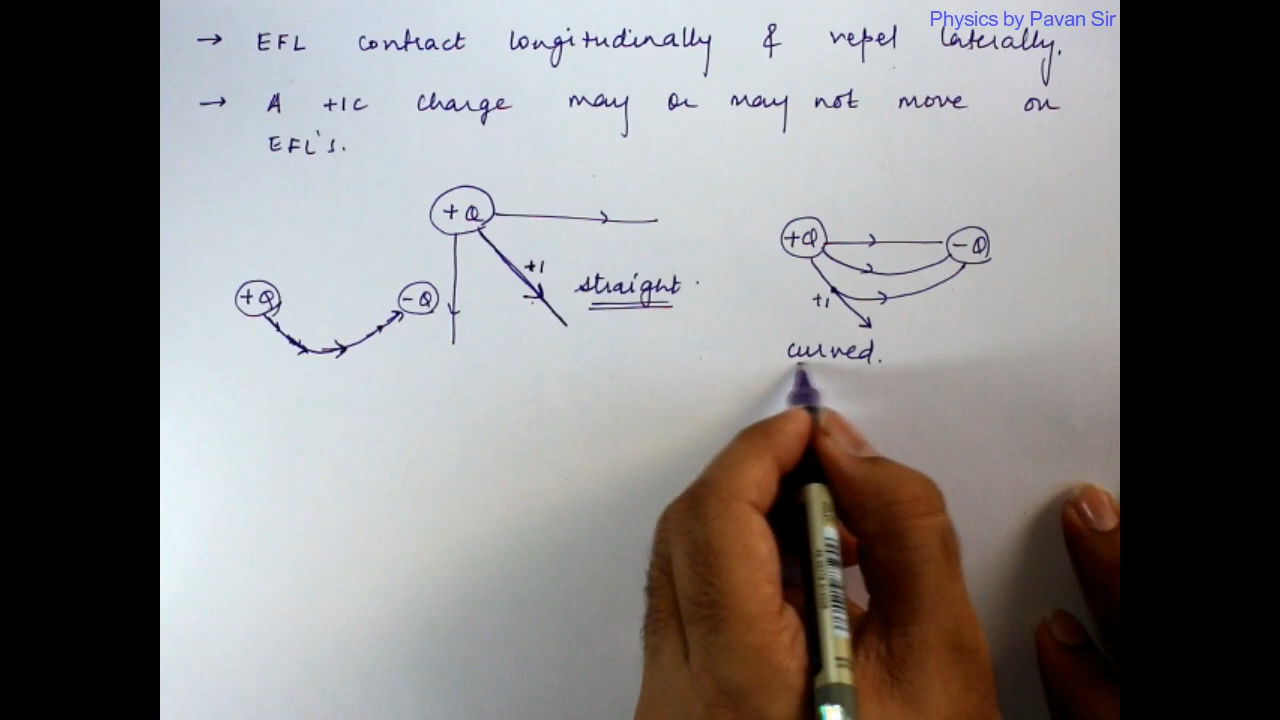 Physics by Pavan Sir
→ EFL contract longitudinally & repel laterally.
→ A +1C charge may or may not move on
EFL's.
+Q
+1
straight.
+Q -Q
+1
curved.
+Q -Q